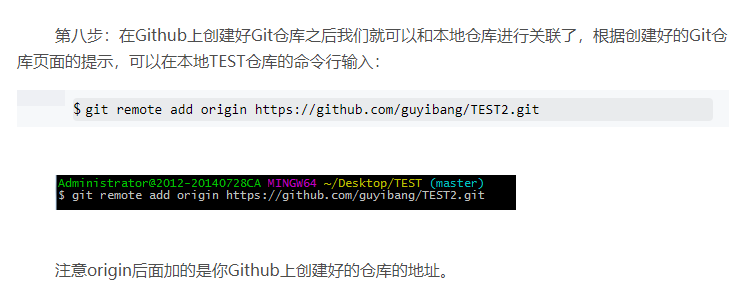 第八步：在Github上创建好Git仓库之后我们就可以和本地仓库进行关联了，根据创建好的Git仓
库页面的提示，可以在本地TEST仓库的命令行输入：
$ git remote add origin https://github.com/guyibang/TEST2.git
Administrator@2012-20140728CA MINGW64 ~/Desktop/TEST (master)
$ git remote add origin https://github.com/guyibang/TEST2.git
注意origin后面加的是你Github上创建好的仓库的地址。